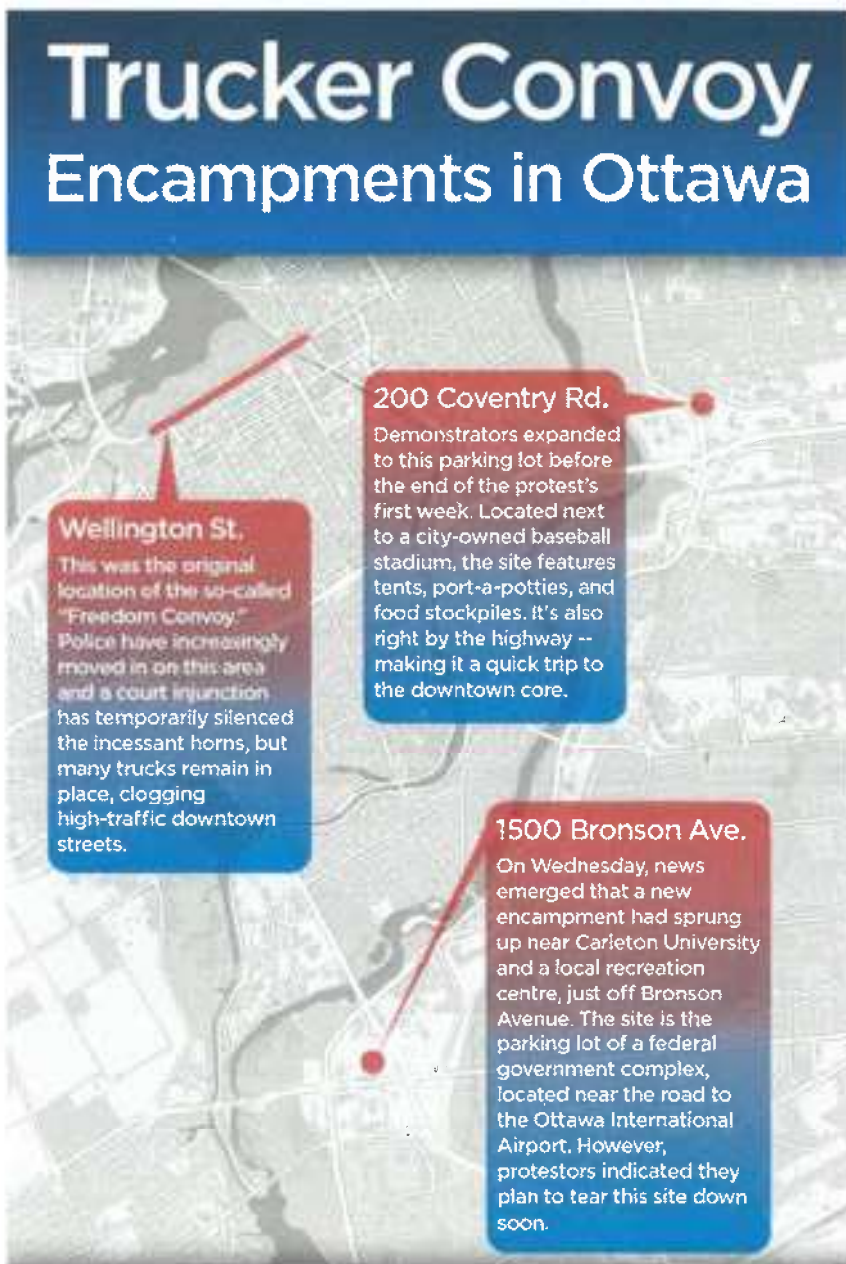 Trucker Convoy
Encampments in Ottawa
200 Coventry Rd.
Demonstrators expanded
to this parking lot before
the end of the protest's
first week. Located next
to a city-owned baseball
stadium, the site features
tents, port-a-potties, and
food stockpiles. It's also
right by the highway --
making it a quick trip to
the downtown core.
Wellington St.
This was the original
location of the so-called
"Freedom Convoy."
Police have increasingly
moved in on this area
and a court injunction
has temporarily silenced
the incessant horns, but
many trucks remain in
place, clogging
high-traffic downtown
streets.
1500 Bronson Ave.
On Wednesday, news
emerged that a new
encampment had sprung
up near Carleton University
and a local recreation
centre, just off Bronson
Avenue. The site is the
parking lot of a federal
government complex,
located near the road to
the Ottawa International
Airport. However,
protestors indicated they
plan to tear this site down
soon.